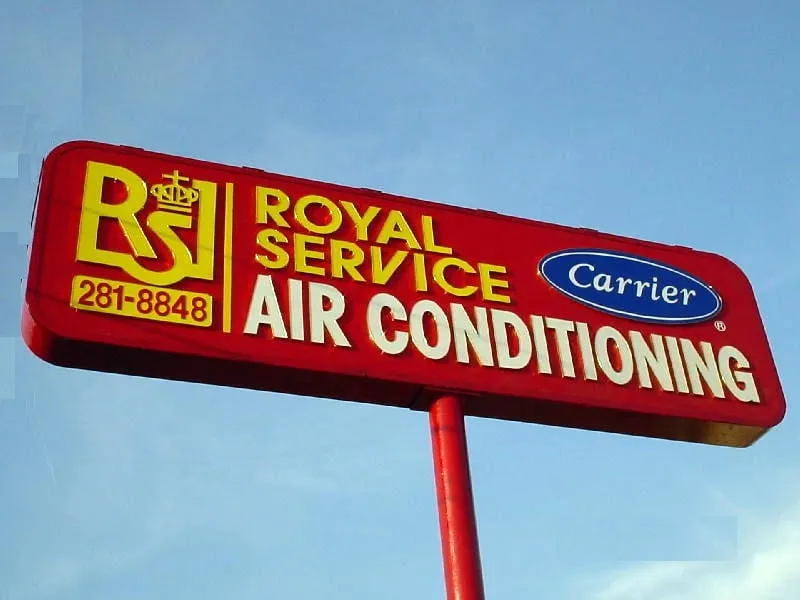 RS
281-8848
ROYAL
SERVICE
AIR CONDITIONING
Carrier
®